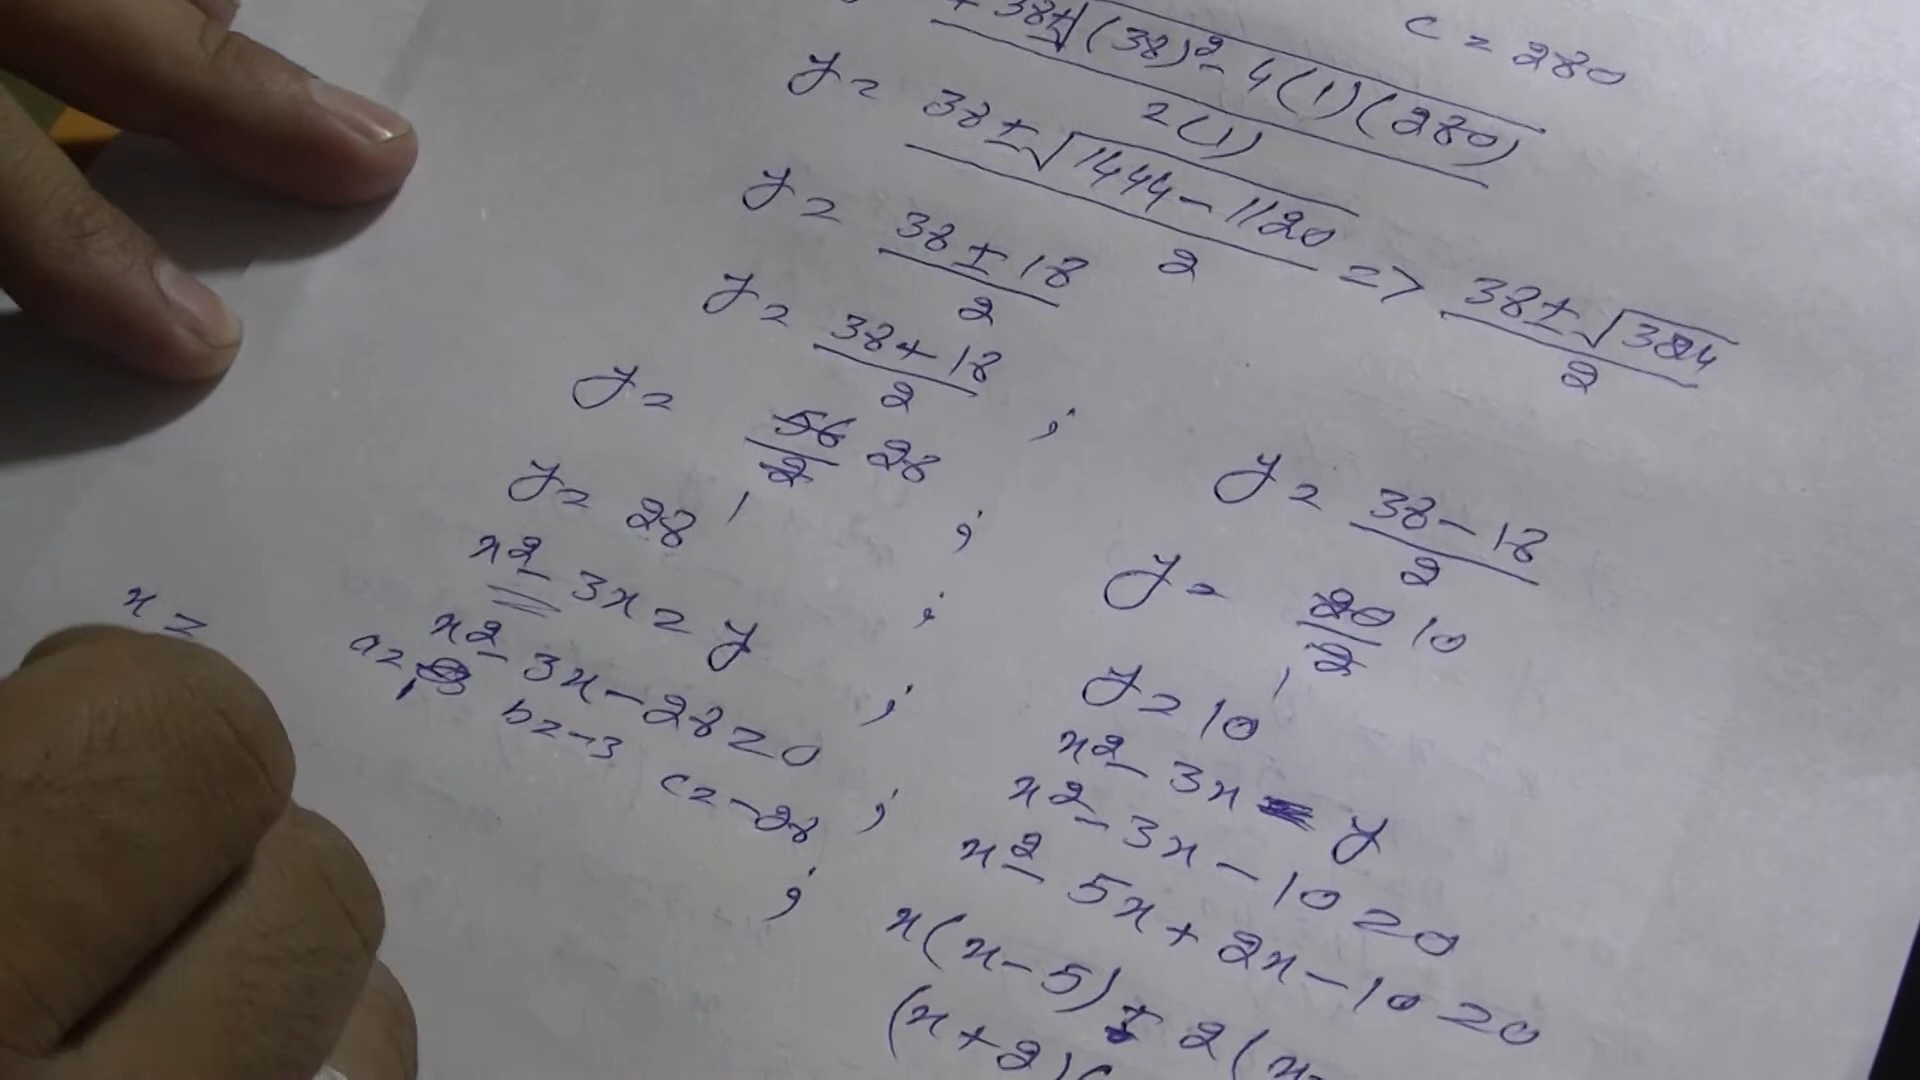 c = 280
+ 38 ± √(38)² - 4(1)(280)
2(1)
y = 38 ± √1444 - 1120
2
=> 38 ± √324
2
y = 38 ± 18
2
y = 38 + 18
2
; y = 38 - 18
2
y = 56 28
2 1
; y = 20 10
2 1
y = 28 ; y = 10
x² - 3x = y ; x² - 3x = y
x² - 3x - 28 = 0 ; x² - 3x - 10 = 0
a = 1 b = -3 c = -28 ; x² - 5x + 2x - 10 = 0
x =
; x(x - 5) + 2(x -
(x + 2)(